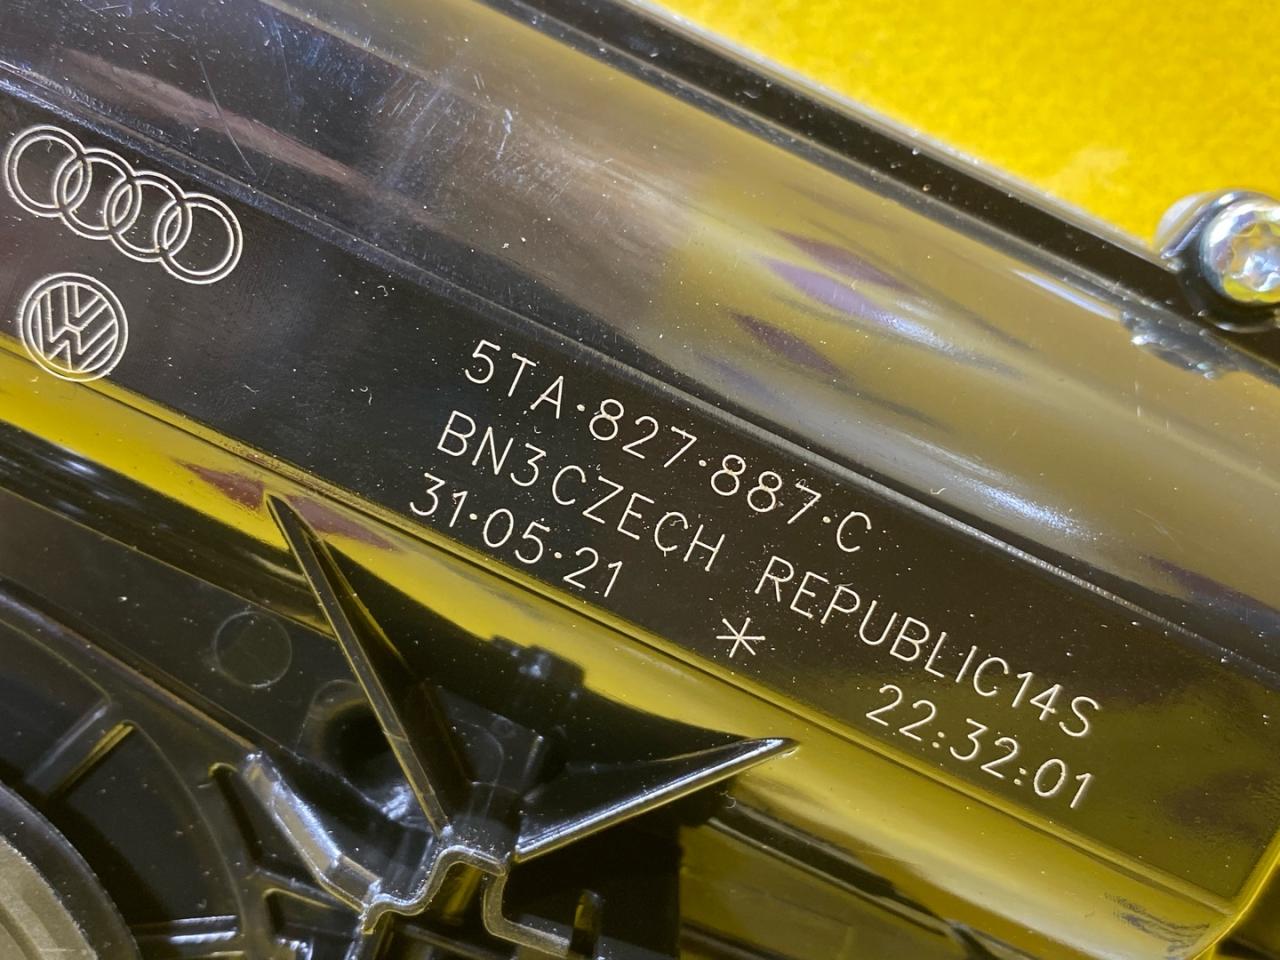 5TA·827·887·C
BN3CZECH REPUBLIC14S
31·05·21 * 22:32:01